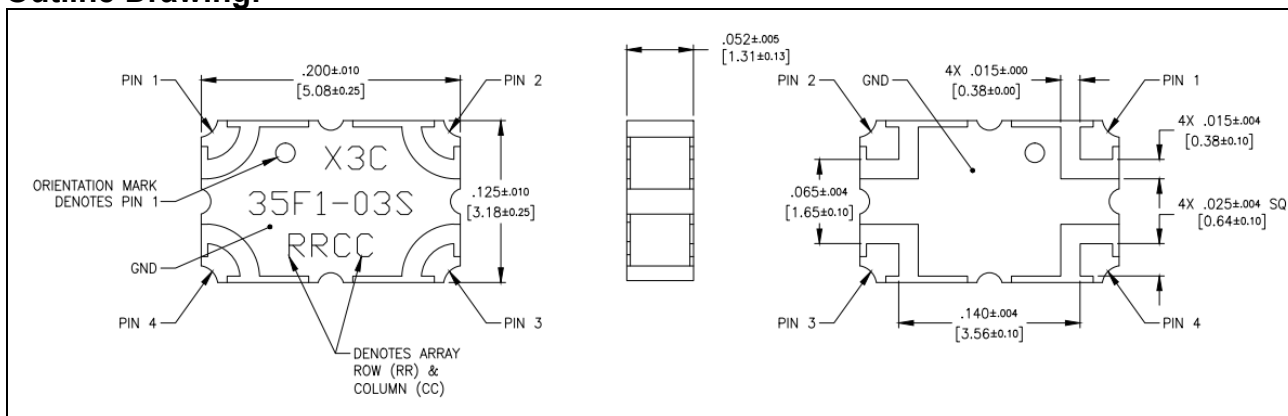 Outline Drawing:
PIN 1
.200±.010
[5.08±0.25]
PIN 2
X3C
35F1-03S
RRCC
ORIENTATION MARK
DENOTES PIN 1
.125±.010
[3.18±0.25]
GND
PIN 4
PIN 3
DENOTES ARRAY
ROW (RR) &
COLUMN (CC)
.052±.005
[1.31±0.13]
PIN 2
GND
4X .015±.000
[0.38±0.00]
PIN 1
4X .015±.004
[0.38±0.10]
.065±.004
[1.65±0.10]
4X .025±.004 SQ
[0.64±0.10]
PIN 3
.140±.004
[3.56±0.10]
PIN 4